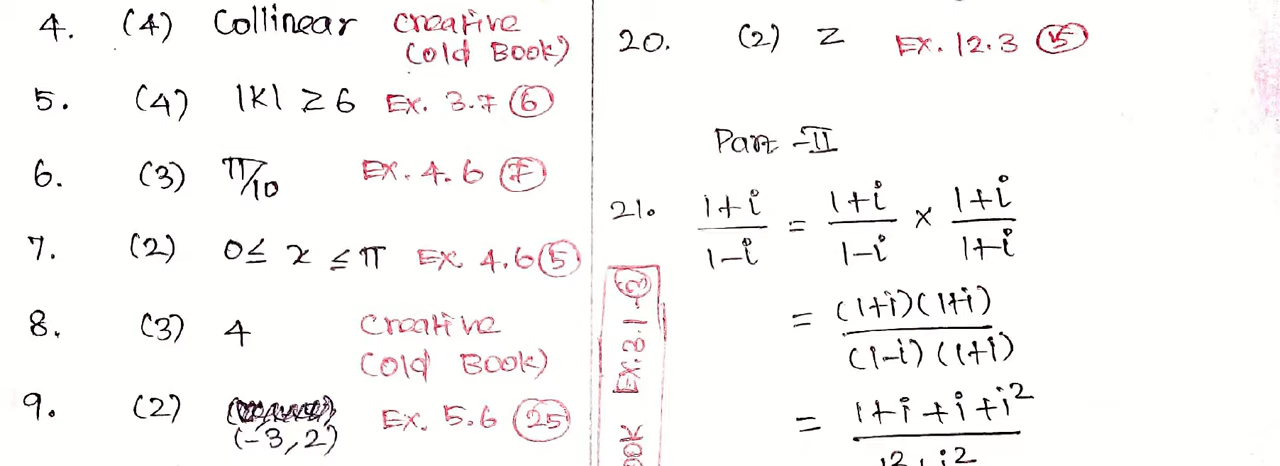 4. (4) Collinear Creative
(old Book)
5. (4) |K| ≥ 6 Ex. 3.7 (6)
6. (3) π/10 Ex. 4.6 (7)
7. (2) 0 ≤ x ≤ π Ex 4.6 (5)
8. (3) 4 Creative
(old Book)
9. (2)
(-3, 2) Ex. 5.6 (25)
20. (2) Z Ex. 12.3 (5)
Part - II
21. (1+i)/(1-i) = (1+i)/(1-i) × (1+i)/(1+i)
= (1+i)(1+i)/(1-i)(1+i)
= 1+i+i+i²
1²+i²
ook Ex: 3.1-